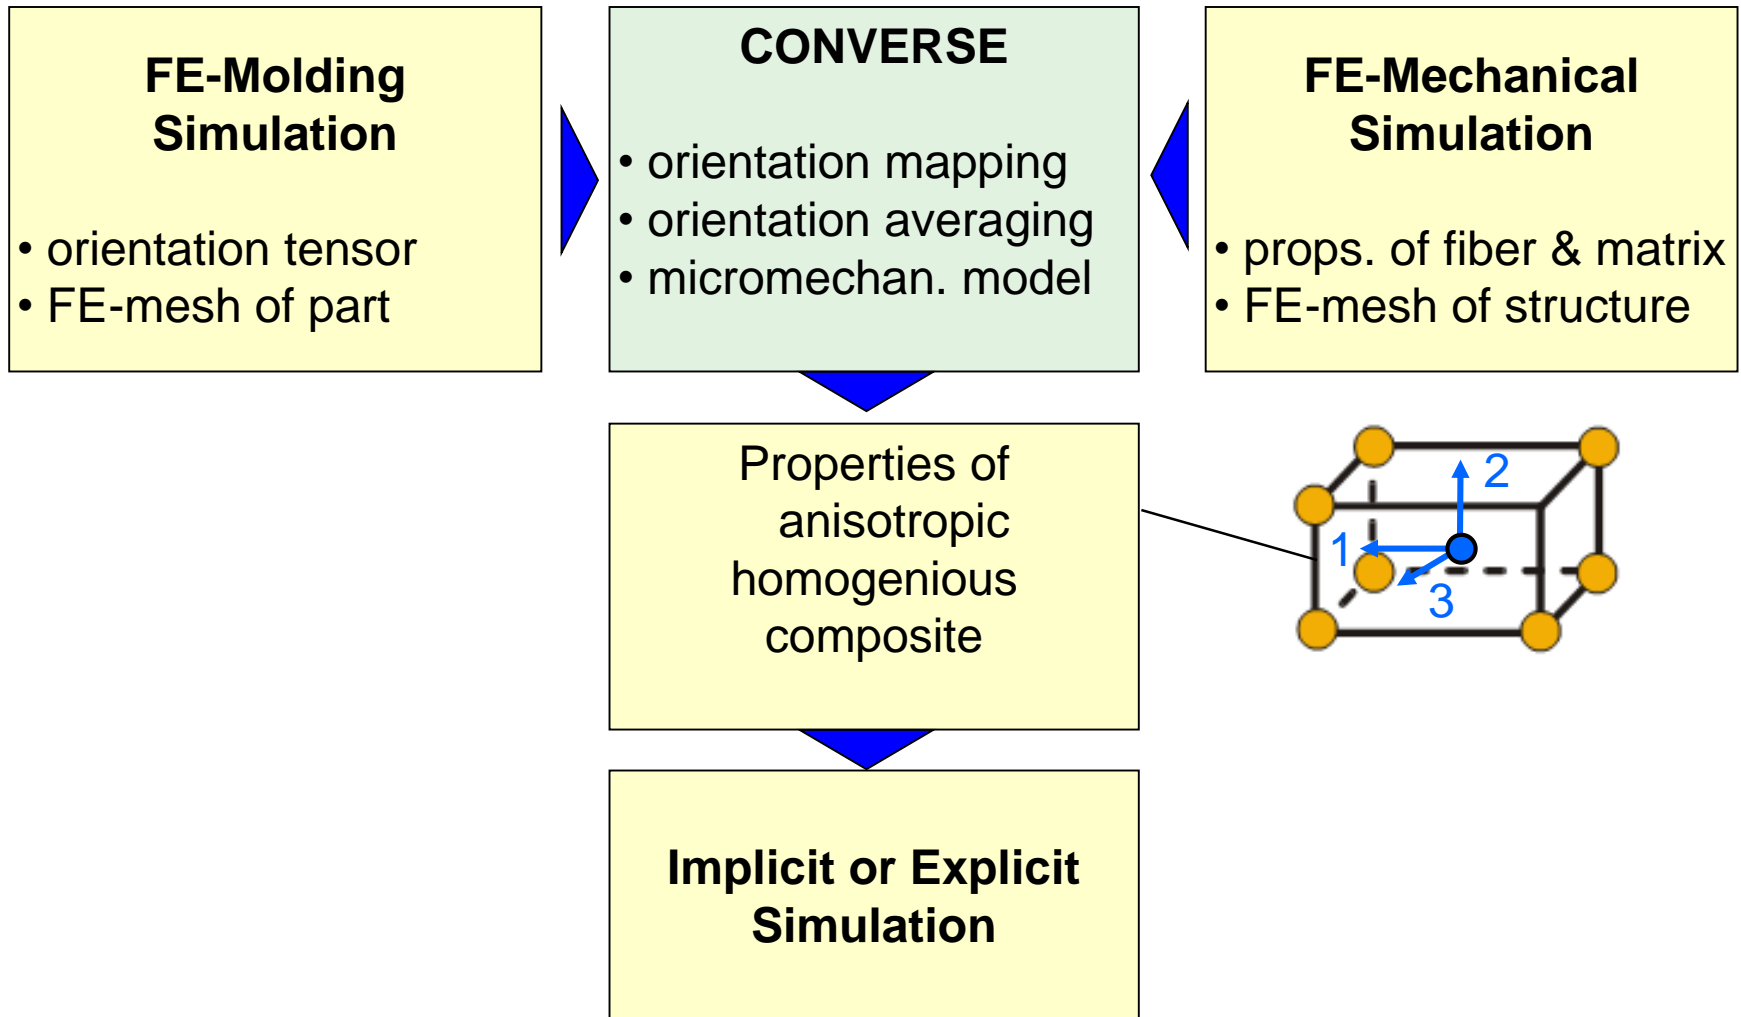 FE-Molding
Simulation
• orientation tensor
• FE-mesh of part
CONVERSE
• orientation mapping
• orientation averaging
• micromechan. model
FE-Mechanical
Simulation
• props. of fiber & matrix
• FE-mesh of structure
Properties of
anisotropic
homogenious
composite
2
1
3
Implicit or Explicit
Simulation